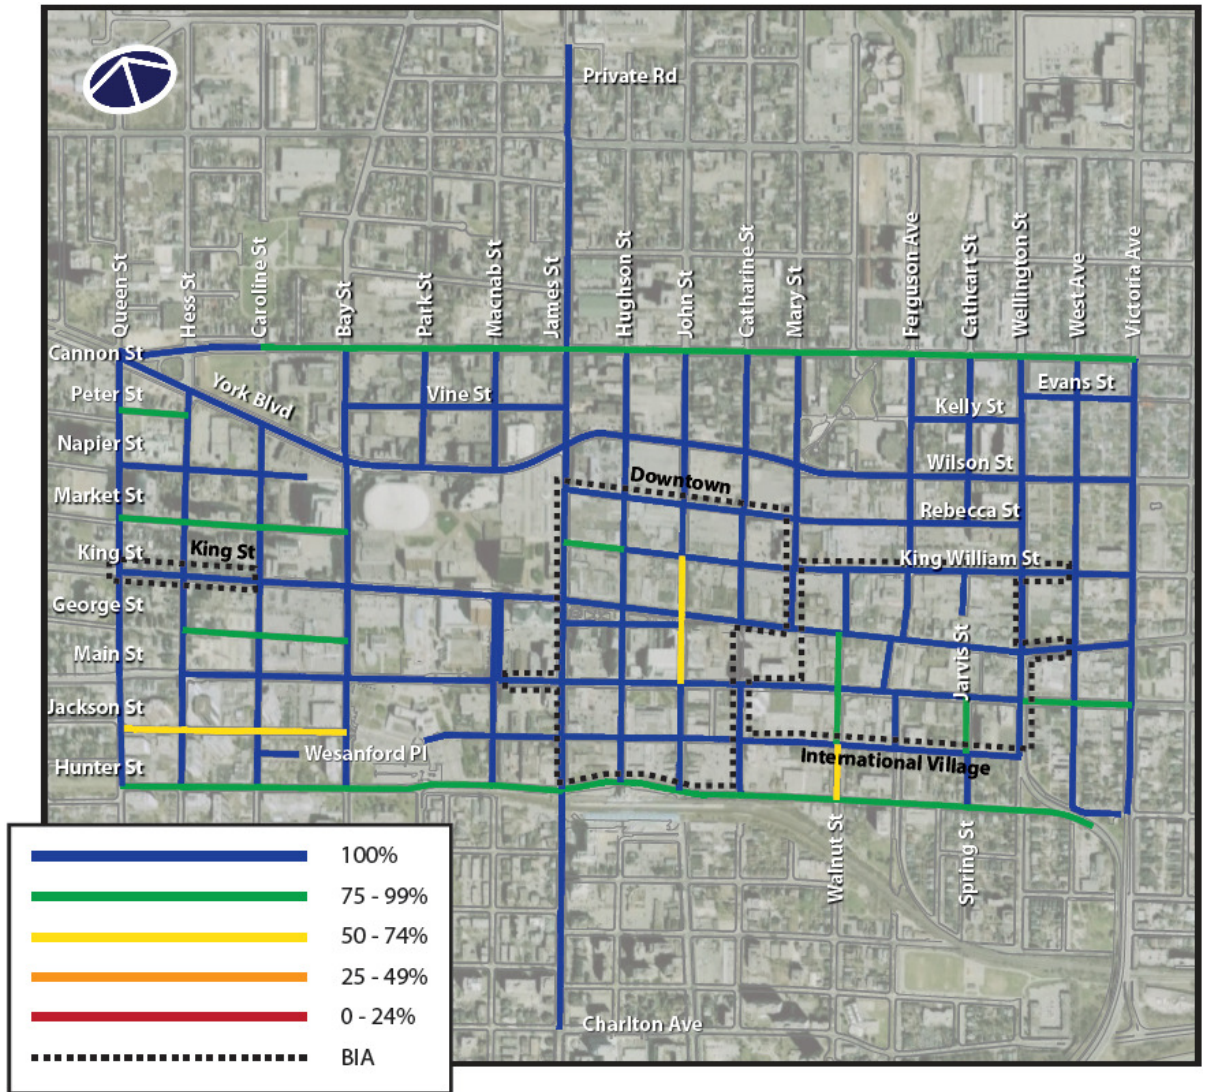 Private Rd
Queen St
Hess St
Caroline St
Bay St
Park St
Macnab St
James St
Hughson St
John St
Catharine St
Mary St
Ferguson Ave
Cathcart St
Wellington St
West Ave
Victoria Ave
Cannon St
Peter St
York Blvd
Vine St
Evans St
Kelly St
Napier St
Wilson St
Downtown
Market St
Rebecca St
King St
King St
King William St
George St
Main St
Jarvis St
Jackson St
Wesanford Pl
International Village
Hunter St
Walnut St
Spring St
Charlton Ave
100%
75 - 99%
50 - 74%
25 - 49%
0 - 24%
BIA